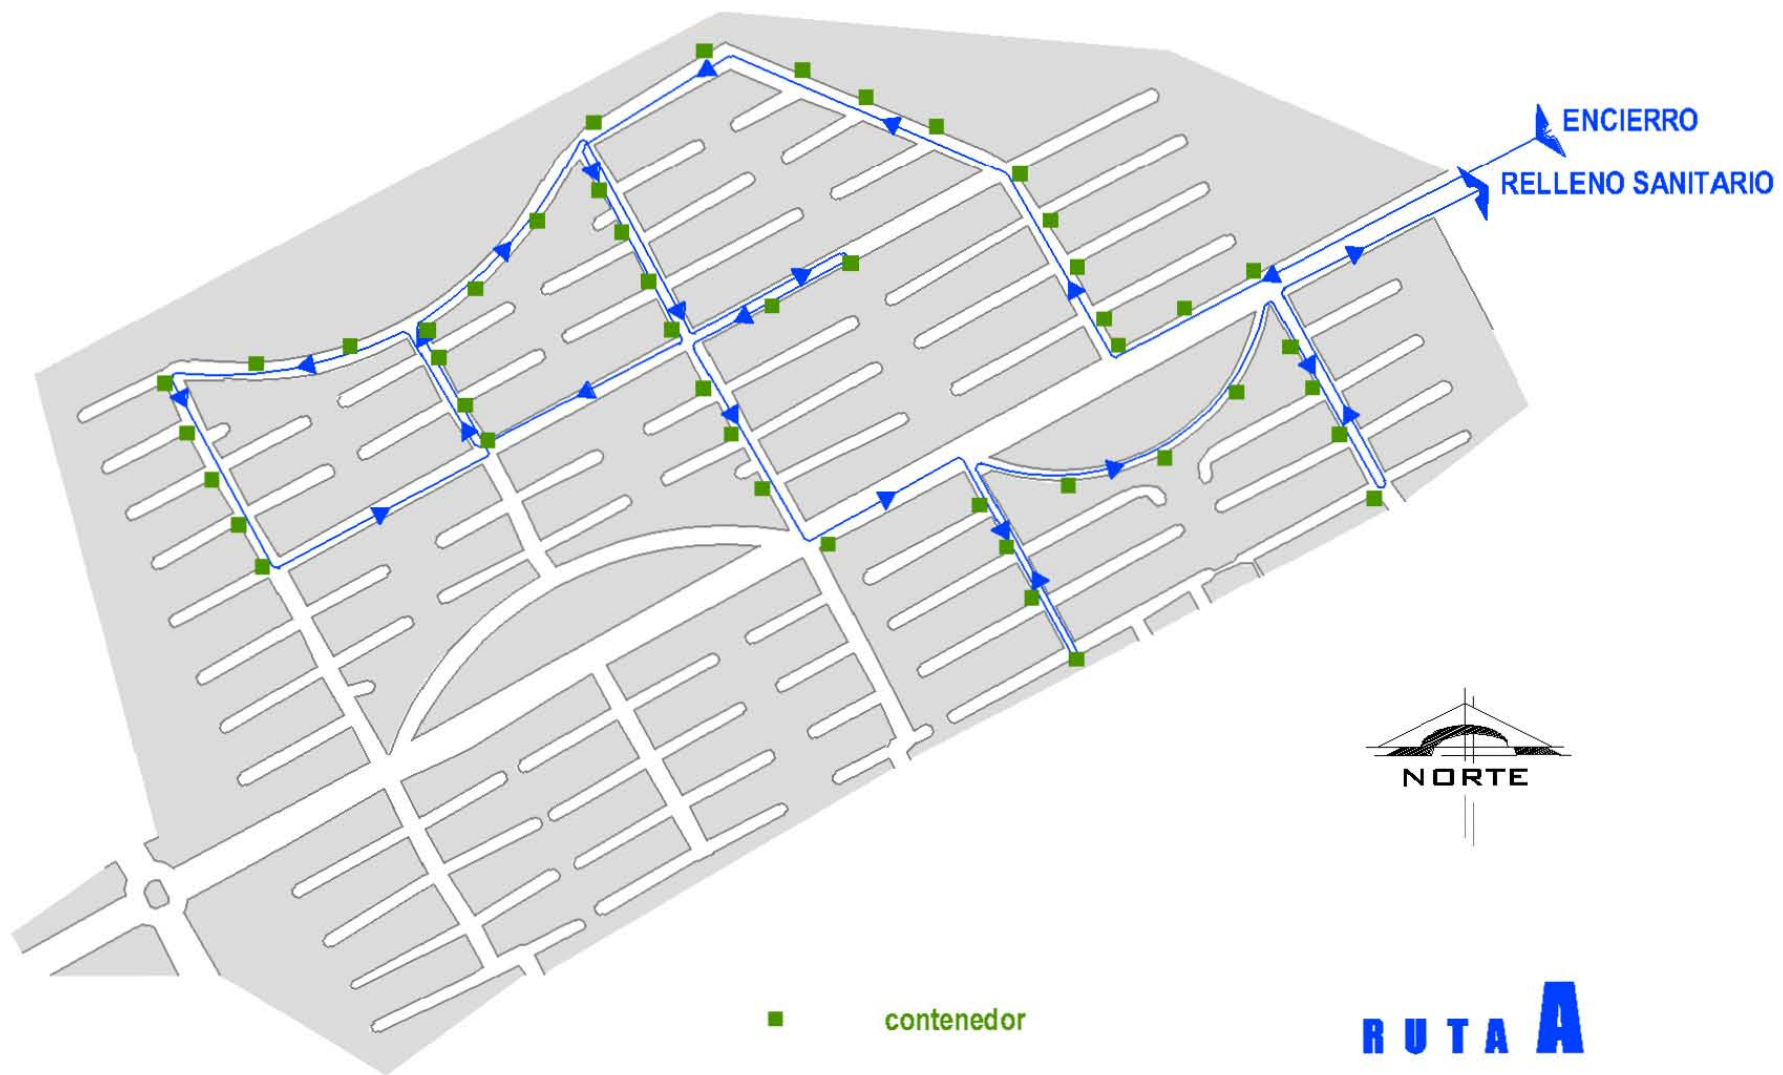 ENCIERRO
RELLENO SANITARIO
NORTE
contenedor
RUTA A